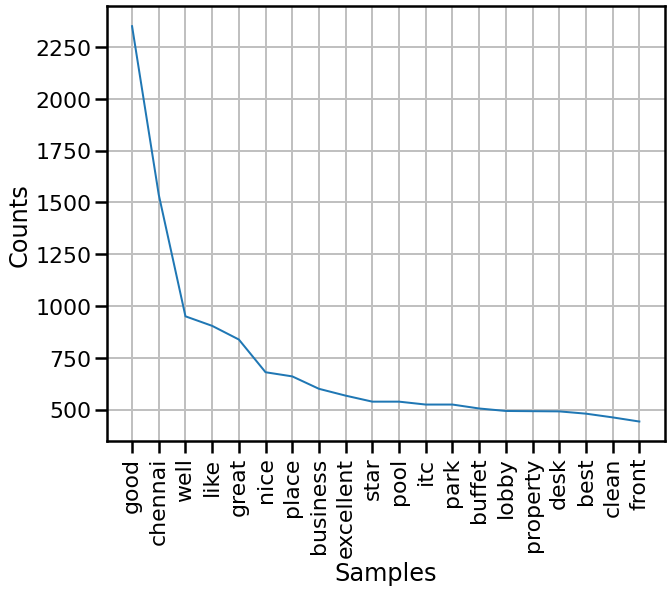 2250
2000
1750
1500
1250
1000
750
500
Counts
good
chennai
well
like
great
nice
place
business
excellent
star
pool
itc
park
buffet
lobby
property
desk
best
clean
front
Samples